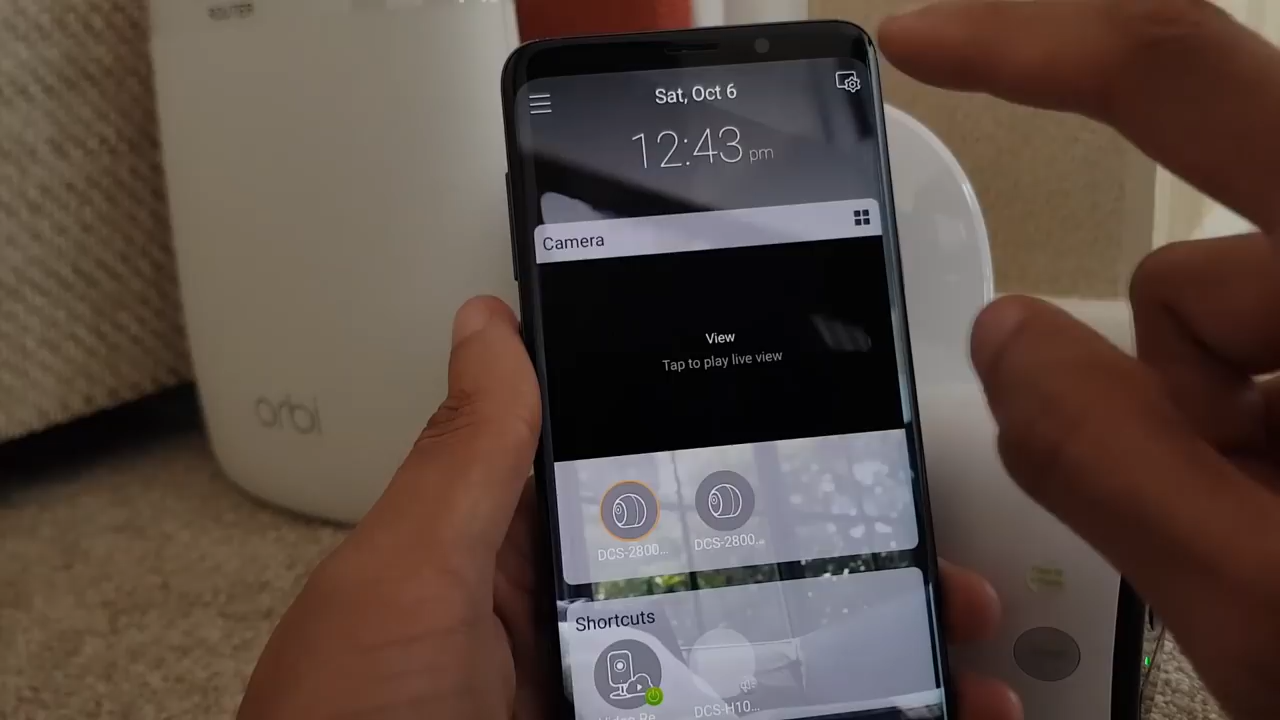 ROUTER
orbi
Sat, Oct 6
12:43 pm
Camera
View
Tap to play live view
DCS-2800...
DCS-2800...
Shortcuts
DCS-H10...